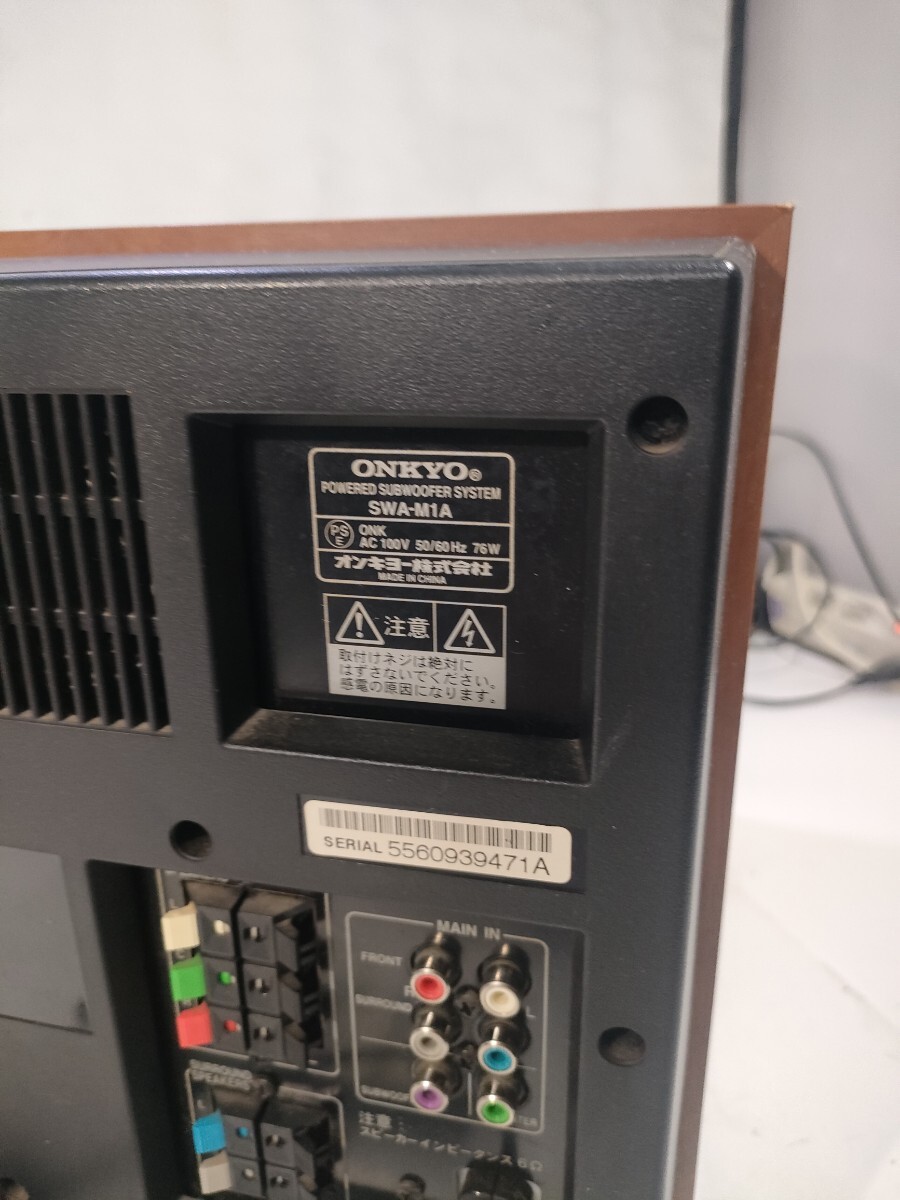 ONKYO®
POWERED SUBWOOFER SYSTEM
SWA-M1A
PS E
ONK
AC 100V 50/60Hz 76W
オンキヨー株式会社
MADE IN CHINA
注意
取付けネジは絶対に
はずさないでください。
感電の原因になります。
SERIAL 5560939471A
MAIN IN
FRONT
R
L
SURROUND
SURROUND
SPEAKERS
L
注意：
スピーカーインピーダンス6Ω